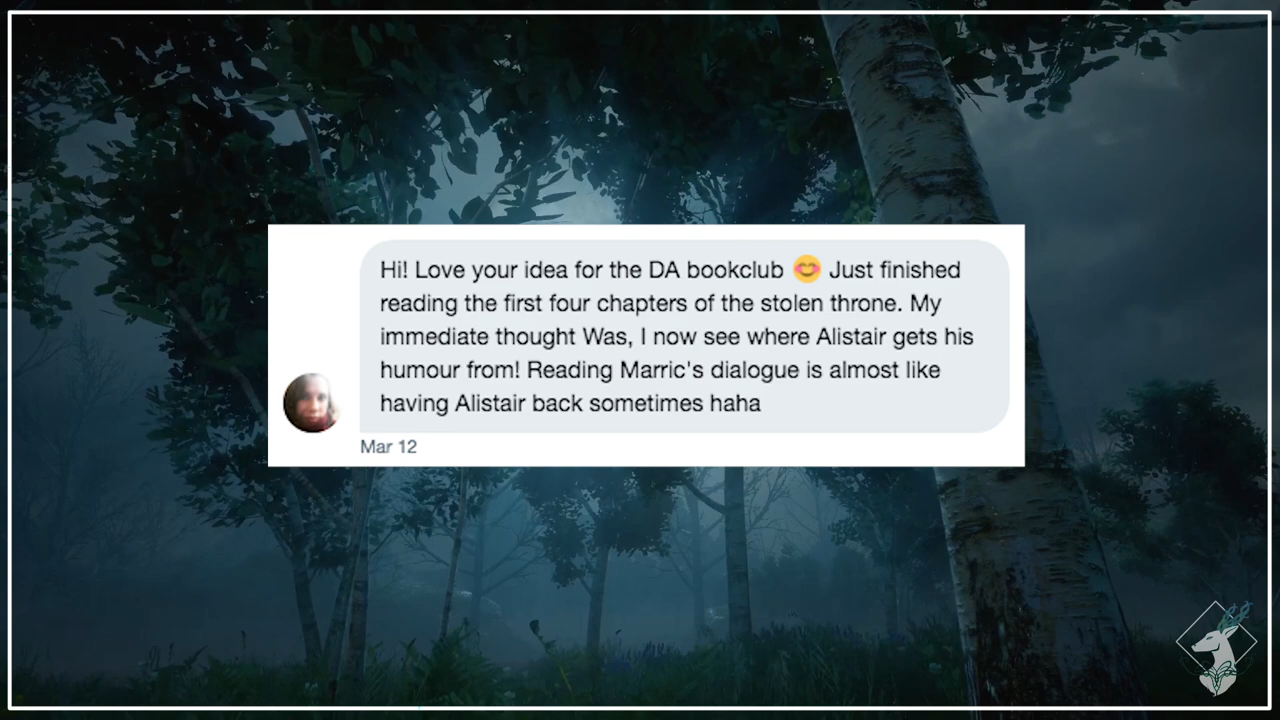 Hi! Love your idea for the DA bookclub 😊 Just finished
reading the first four chapters of the stolen throne. My
immediate thought Was, I now see where Alistair gets his
humour from! Reading Marric's dialogue is almost like
having Alistair back sometimes haha
Mar 12